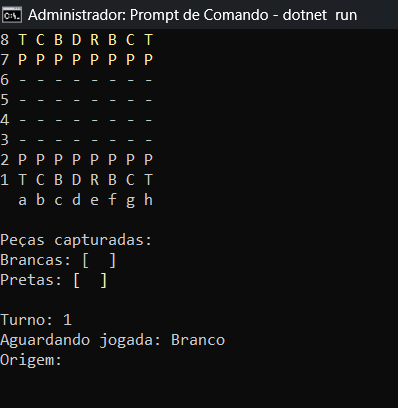 Administrador: Prompt de Comando - dotnet  run
8 T C B D R B C T
7 P P P P P P P P
6 - - - - - - - -
5 - - - - - - - -
4 - - - - - - - -
3 - - - - - - - -
2 P P P P P P P P
1 T C B D R B C T
  a b c d e f g h
Peças capturadas:
Brancas: [  ]
Pretas: [  ]
Turno: 1
Aguardando jogada: Branco
Origem: